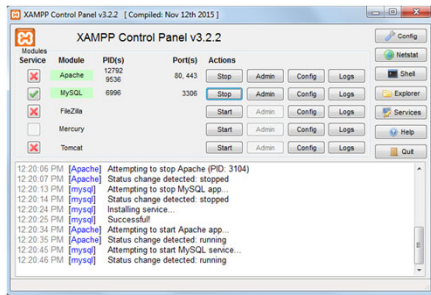 XAMPP Control Panel v3.2.2 [ Compiled: Nov 12th 2015 ]
XAMPP Control Panel v3.2.2
Config
Modules
Service Module PID(s) Port(s) Actions
Netstat
Apache 12792 9536 80, 443 Stop Admin Config Logs
Shell
MySQL 6996 3306 Stop Admin Config Logs
Explorer
FileZilla Start Admin Config Logs
Services
Mercury Start Admin Config Logs
Help
Tomcat Start Admin Config Logs
Quit
12:20:06 PM [Apache] Attempting to stop Apache (PID: 3104)
12:20:07 PM [Apache] Status change detected: stopped
12:20:13 PM [mysql] Attempting to stop MySQL app...
12:20:14 PM [mysql] Status change detected: stopped
12:20:24 PM [mysql] Installing service...
12:20:25 PM [mysql] Successful!
12:20:34 PM [Apache] Attempting to start Apache app...
12:20:35 PM [Apache] Status change detected: running
12:20:45 PM [mysql] Attempting to start MySQL service...
12:20:45 PM [mysql] Status change detected: running